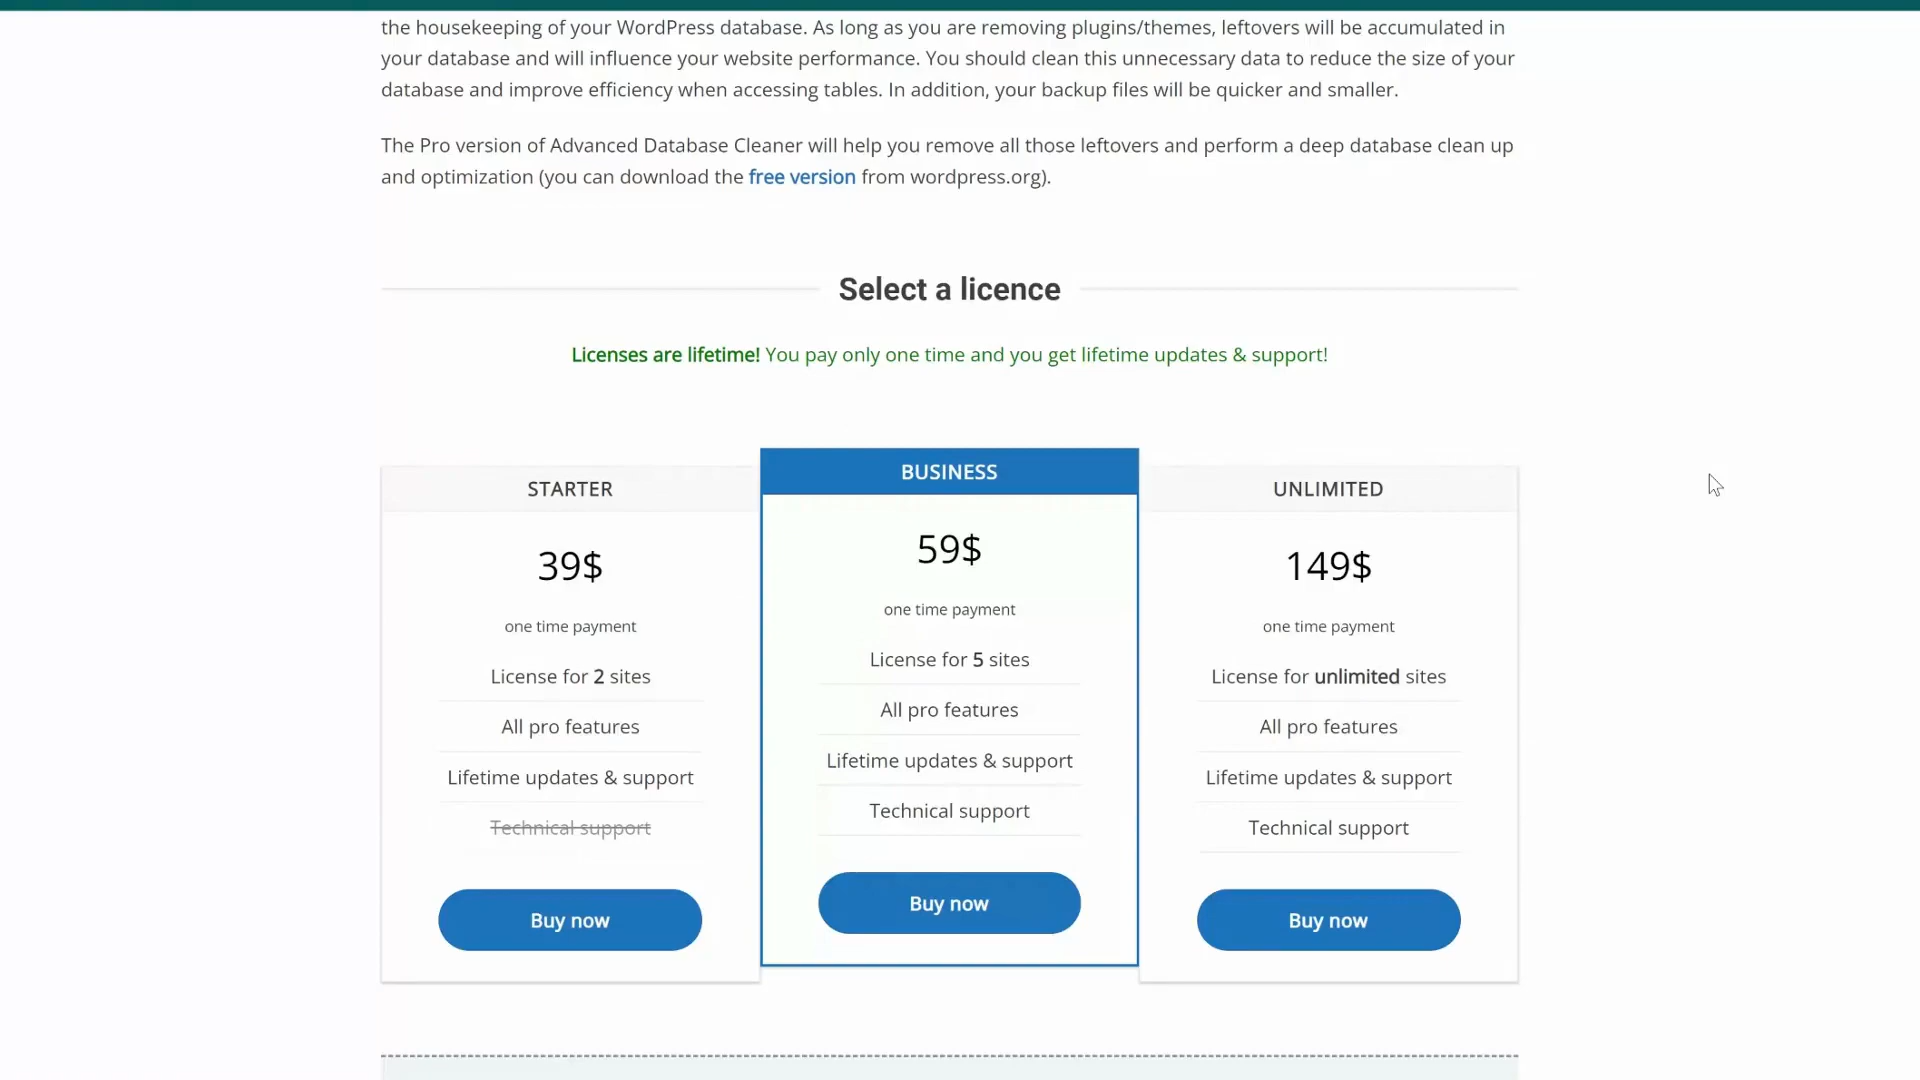 the housekeeping of your WordPress database. As long as you are removing plugins/themes, leftovers will be accumulated in
your database and will influence your website performance. You should clean this unnecessary data to reduce the size of your
database and improve efficiency when accessing tables. In addition, your backup files will be quicker and smaller.
The Pro version of Advanced Database Cleaner will help you remove all those leftovers and perform a deep database clean up
and optimization (you can download the free version from wordpress.org).
Select a licence
Licenses are lifetime! You pay only one time and you get lifetime updates & support!
STARTER
39$
one time payment
License for 2 sites
All pro features
Lifetime updates & support
Technical support
Buy now
BUSINESS
59$
one time payment
License for 5 sites
All pro features
Lifetime updates & support
Technical support
Buy now
UNLIMITED
149$
one time payment
License for unlimited sites
All pro features
Lifetime updates & support
Technical support
Buy now